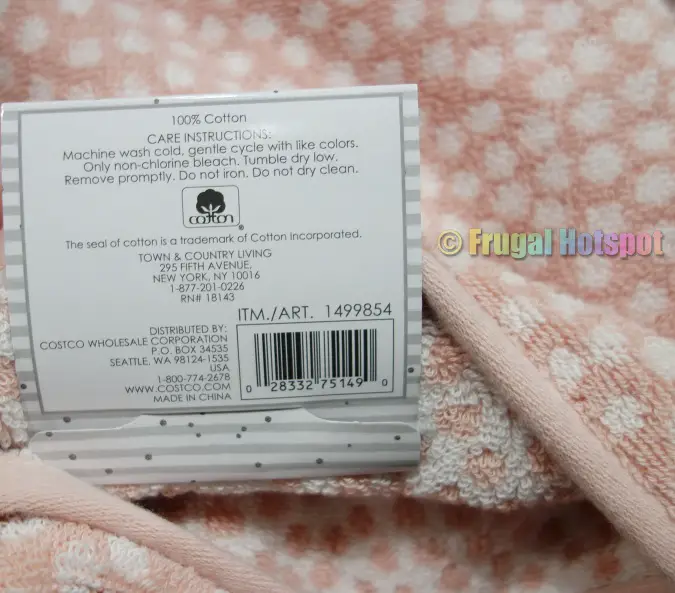 100% Cotton
CARE INSTRUCTIONS:
Machine wash cold, gentle cycle with like colors.
Only non-chlorine bleach. Tumble dry low.
Remove promptly. Do not iron. Do not dry clean.
cotton
®
The seal of cotton is a trademark of Cotton Incorporated.
TOWN & COUNTRY LIVING
295 FIFTH AVENUE,
NEW YORK, NY 10016
1-877-201-0226
RN# 18143
ITM./ART. 1499854
DISTRIBUTED BY:
COSTCO WHOLESALE CORPORATION
P.O. BOX 34535
SEATTLE, WA 98124-1535
USA
1-800-774-2678
WWW.COSTCO.COM
MADE IN CHINA
0 28332 75149 0
© Frugal Hotspot